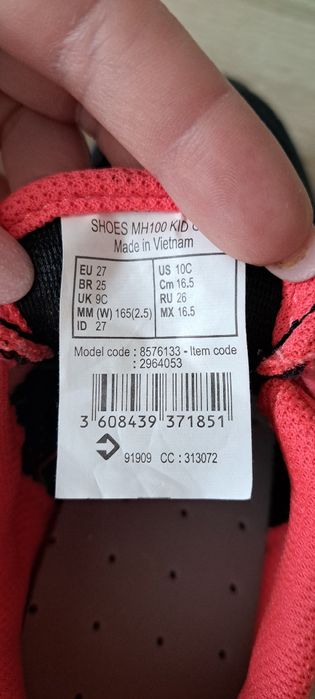 SHOES MH100 KID
Made in Vietnam
EU 27 US 10C
BR 25 Cm 16.5
UK 9C RU 26
MM (W) 165(2.5) MX 16.5
ID 27
Model code : 8576133 - Item code
: 2964053
3 608439 371851
91909 CC : 313072